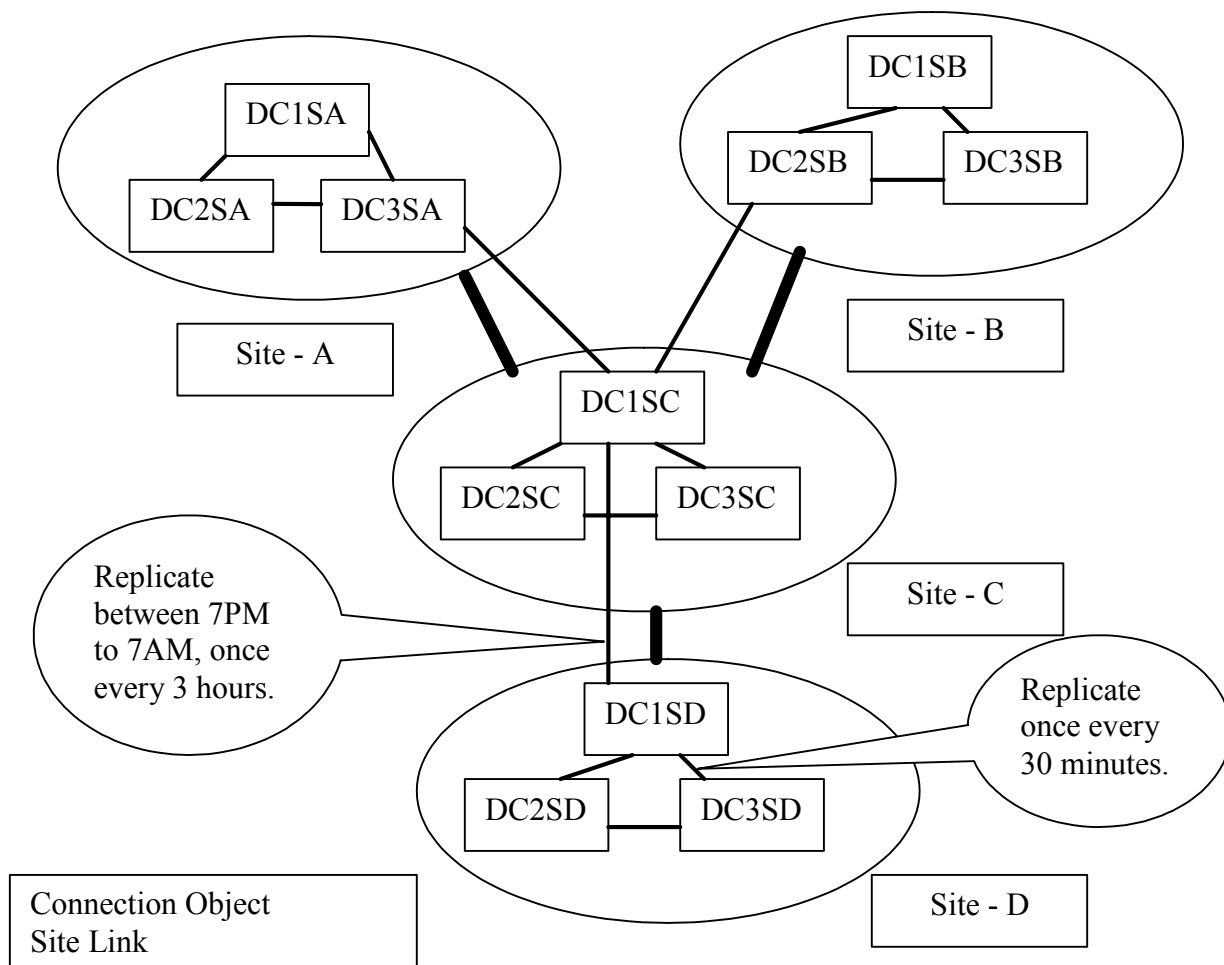 DC1SB
DC1SA
DC2SB
DC3SB
DC2SA
DC3SA
Site - B
Site - A
DC1SC
DC2SC
DC3SC
Replicate
between 7PM
to 7AM, once
every 3 hours.
Site - C
DC1SD
Replicate
once every
30 minutes.
DC2SD
DC3SD
Connection Object
Site Link
Site - D